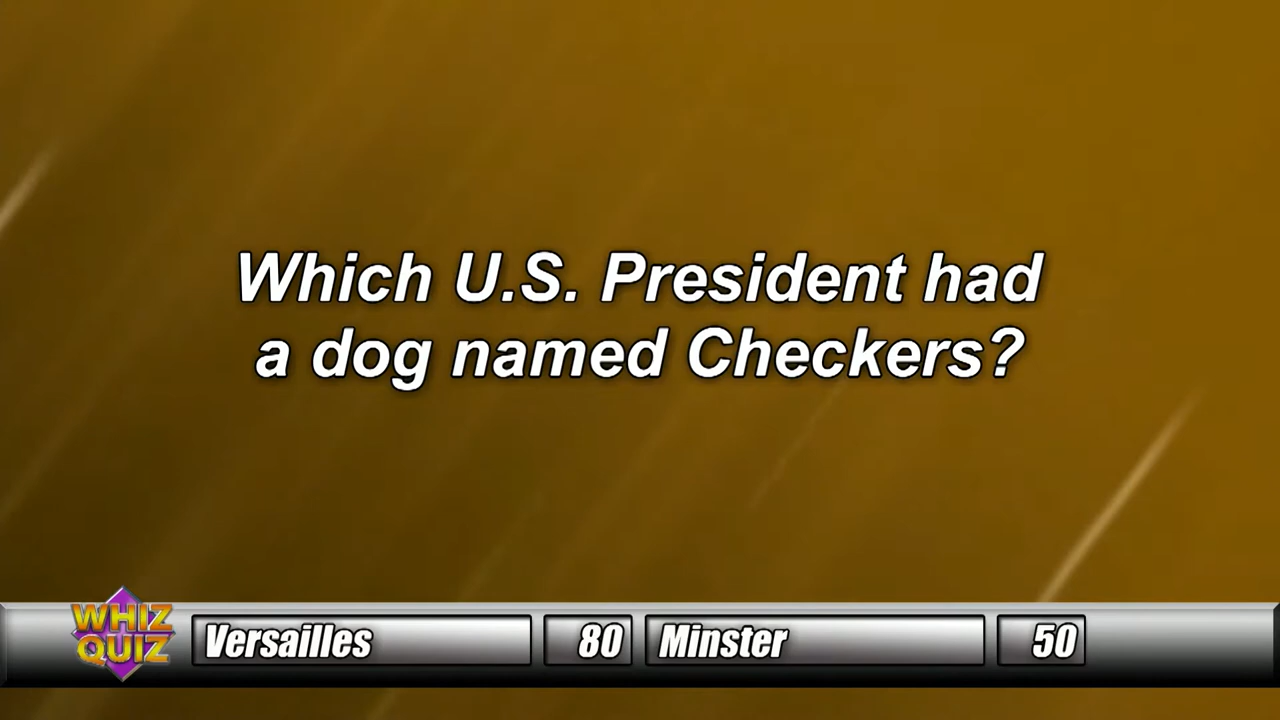 Which U.S. President had
a dog named Checkers?
WHIZ
QUIZ
Versailles 80 Minster 50